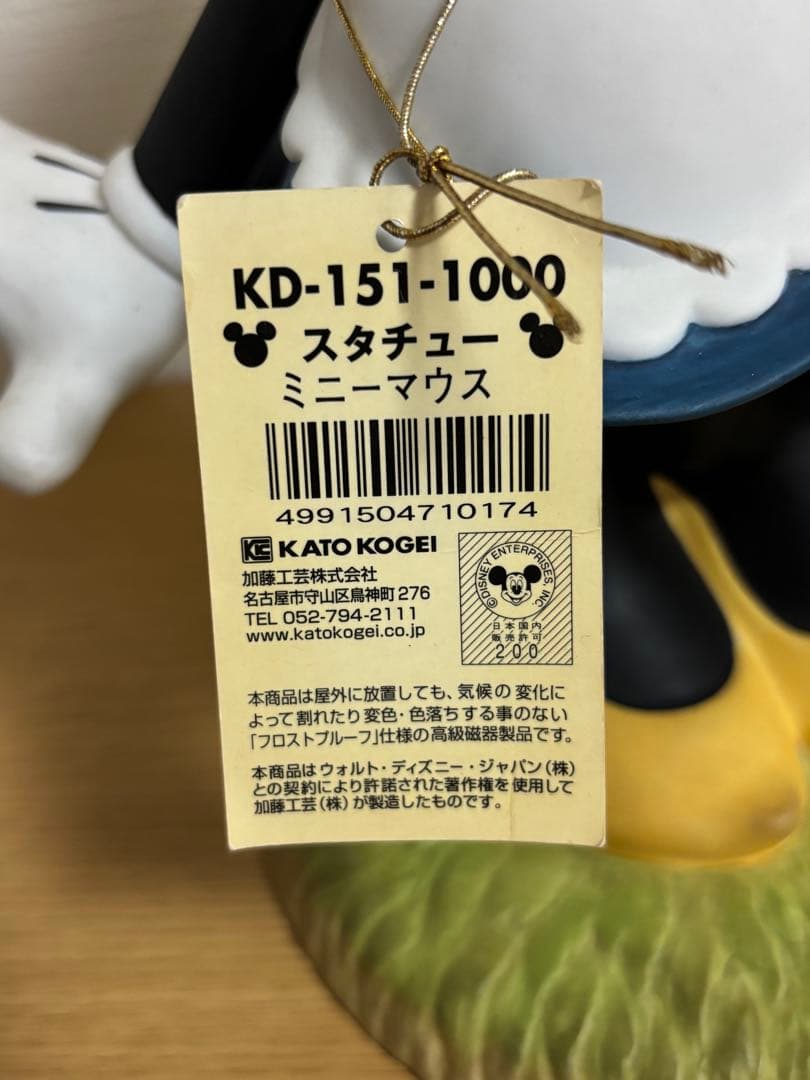 KD-151-1000
スタチュー
ミニーマウス
4991504710174
KE KATO KOGEI
加藤工芸株式会社
名古屋市守山区鳥神町276
TEL 052-794-2111
www.katokogei.co.jp
©DISNEY ENTERPRISES, INC.
日本国内
販売許可
200
本商品は屋外に放置しても、気候の変化に
よって割れたり変色・色落ちする事のない
「フロストプルーフ」仕様の高級磁器製品です。
本商品はウォルト・ディズニー・ジャパン(株)
との契約により許諾された著作権を使用して
加藤工芸(株)が製造したものです。